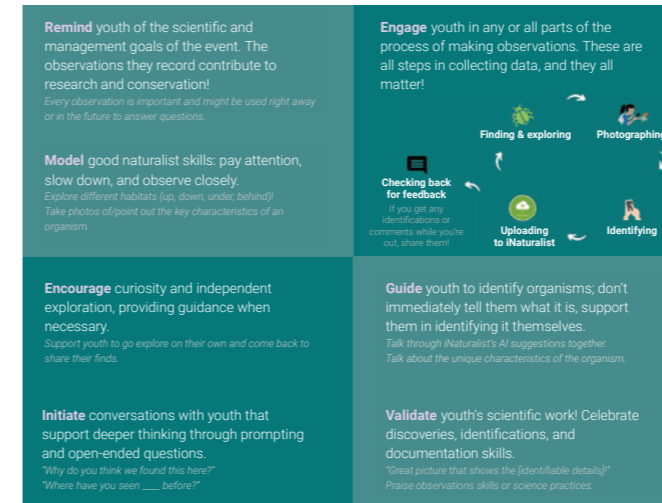 Remind youth of the scientific and
management goals of the event. The
observations they record contribute to
research and conservation!
Every observation is important and might be used right away
or in the future to answer questions.
Model good naturalist skills: pay attention,
slow down, and observe closely.
Explore different habitats (up, down, under, behind)!
Take photos of/point out the key characteristics of an
organism.
Engage youth in any or all parts of the
process of making observations. These are
all steps in collecting data, and they all
matter!
Finding & exploring
Photographing
Checking back
for feedback
If you get any
identifications or
comments while you're
out, share them!
Uploading
to iNaturalist
Identifying
Encourage curiosity and independent
exploration, providing guidance when
necessary.
Support youth to go explore on their own and come back to
share their finds.
Initiate conversations with youth that
support deeper thinking through prompting
and open-ended questions.
"Why do you think we found this here?"
"Where have you seen ____ before?"
Guide youth to identify organisms; don't
immediately tell them what it is, support
them in identifying it themselves.
Talk through iNaturalist's AI suggestions together.
Talk about the unique characteristics of the organism.
Validate youth's scientific work! Celebrate
discoveries, identifications, and
documentation skills.
"Great picture that shows the [identifiable details]!"
Praise observations skills or science practices.